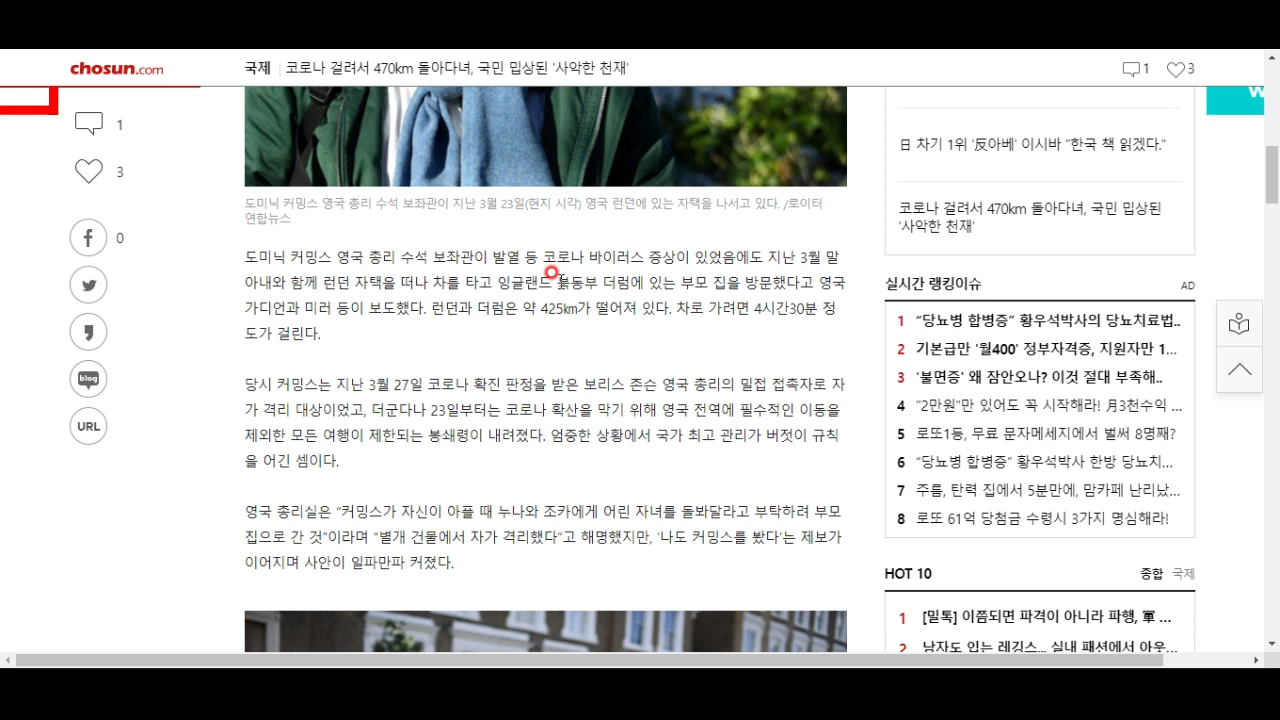 chosun.com
국제
코로나 걸려서 470km 돌아다녀, 국민 밉상된 '사악한 천재'
1
3
1
3
0
blog
URL
도미닉 커밍스 영국 총리 수석 보좌관이 지난 3월 23일(현지 시각) 영국 런던에 있는 자택을 나서고 있다. /로이터
연합뉴스
도미닉 커밍스 영국 총리 수석 보좌관이 발열 등 코로나 바이러스 증상이 있었음에도 지난 3월 말
아내와 함께 런던 자택을 떠나 차를 타고 잉글랜드 북동부 더럼에 있는 부모 집을 방문했다고 영국
가디언과 미러 등이 보도했다. 런던과 더럼은 약 425㎞가 떨어져 있다. 차로 가려면 4시간30분 정
도가 걸린다.
당시 커밍스는 지난 3월 27일 코로나 확진 판정을 받은 보리스 존슨 영국 총리의 밀접 접족자로 자
가 격리 대상이었고, 더군다나 23일부터는 코로나 확산을 막기 위해 영국 전역에 필수적인 이동을
제외한 모든 여행이 제한되는 봉쇄령이 내려졌다. 엄중한 상황에서 국가 최고 관리가 버젓이 규칙
을 어긴 셈이다.
영국 총리실은 "커밍스가 자신이 아플 때 누나와 조카에게 어린 자녀를 돌봐달라고 부탁하려 부모
집으로 간 것"이라며 "별개 건물에서 자가 격리했다"고 해명했지만, '나도 커밍스를 봤다'는 제보가
이어지며 사안이 일파만파 커졌다.
日 차기 1위 '反아베' 이시바 "한국 책 읽겠다."
코로나 걸려서 470km 돌아다녀, 국민 밉상된
'사악한 천재'
실시간 랭킹이슈
AD
1 "당뇨병 합병증" 황우석박사의 당뇨치료법..
2 기본급만 '월400' 정부자격증, 지원자만 1...
3 '불면증' 왜 잠안오나? 이것 절대 부족해..
4 "2만원"만 있어도 꼭 시작해라! 月3천수익 ...
5 로또1등, 무료 문자메세지에서 벌써 8명째?
6 "당뇨병 합병증" 황우석박사 한방 당뇨치...
7 주름, 탄력 집에서 5분만에, 맘카페 난리났...
8 로또 61억 당첨금 수령시 3가지 명심해라!
HOT 10
종합 국제
1 [밀톡] 이쯤되면 파격이 아니라 파행, 軍 ...
2 남자도 입는 레깅스... 실내 패션에서 아웃...